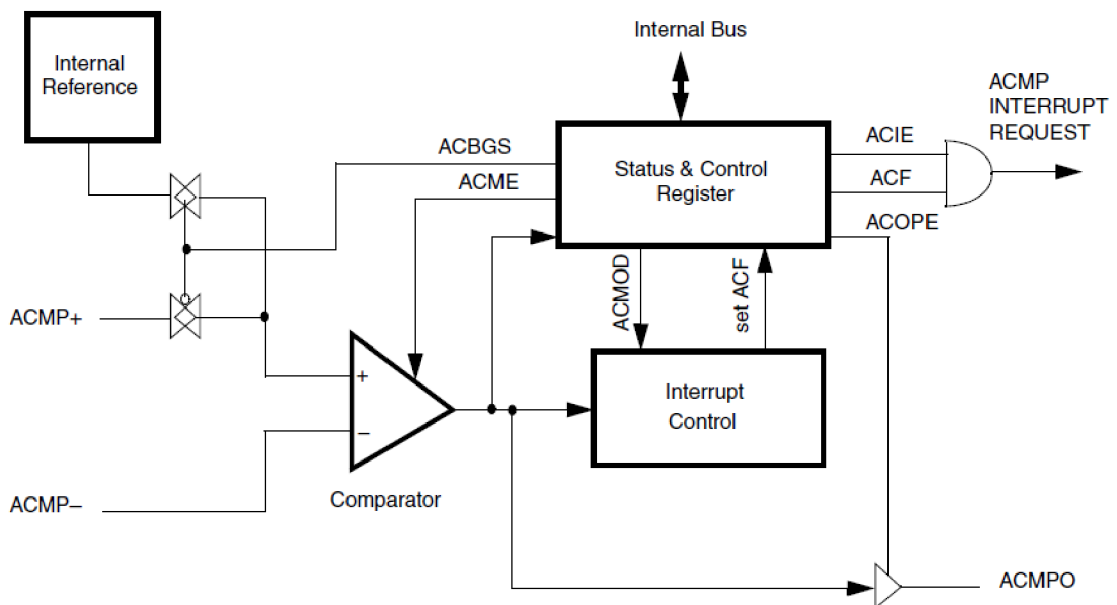 Internal Bus
Internal
Reference
ACMP
INTERRUPT
REQUEST
ACBGS
ACME
Status & Control
Register
ACIE
ACF
ACOPE
ACMOD
set ACF
ACMP+
+
−
Interrupt
Control
Comparator
ACMP−
ACMPO